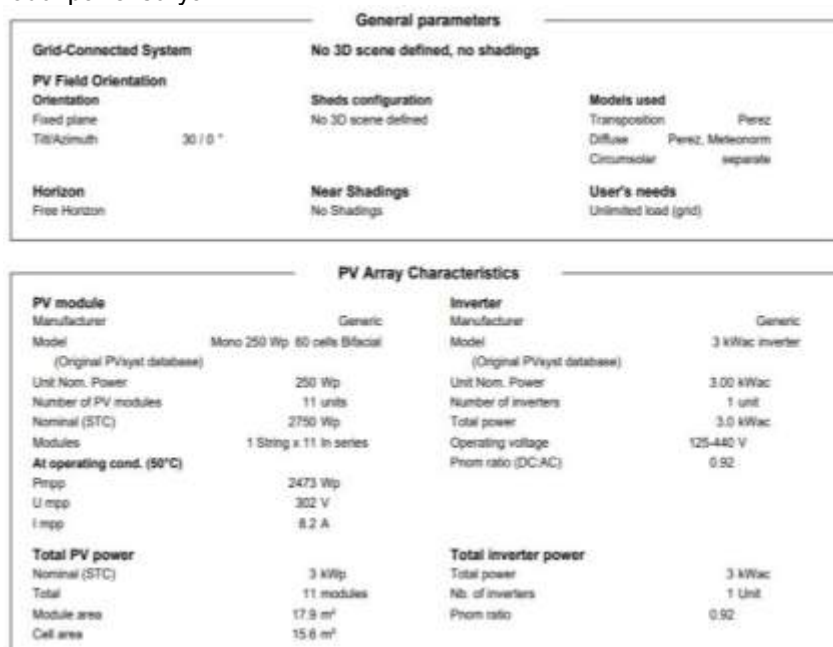 General parameters
Grid-Connected System No 3D scene defined, no shadings
PV Field Orientation
Orientation Sheds configuration Models used
Fixed plane No 3D scene defined Transposition Perez
Tilt/Azimuth 30 / 0 ° Diffuse Perez, Meteonorm
Circumsolar separate
Horizon Near Shadings User's needs
Free Horizon No Shadings Unlimited load (grid)
PV Array Characteristics
PV module Inverter
Manufacturer Generic Manufacturer Generic
Model Mono 250 Wp 60 cells Bifacial Model 3 kWac inverter
(Original PVsyst database) (Original PVsyst database)
Unit Nom. Power 250 Wp Unit Nom. Power 3.00 kWac
Number of PV modules 11 units Number of inverters 1 unit
Nominal (STC) 2750 Wp Total power 3.0 kWac
Modules 1 String x 11 In series Operating voltage 125-440 V
At operating cond. (50°C) Pnom ratio (DC:AC) 0.92
Pmpp 2473 Wp
U mpp 302 V
I mpp 8.2 A
Total PV power Total inverter power
Nominal (STC) 3 kWp Total power 3 kWac
Total 11 modules Nb. of inverters 1 Unit
Module area 17.9 m² Pnom ratio 0.92
Cell area 15.6 m²